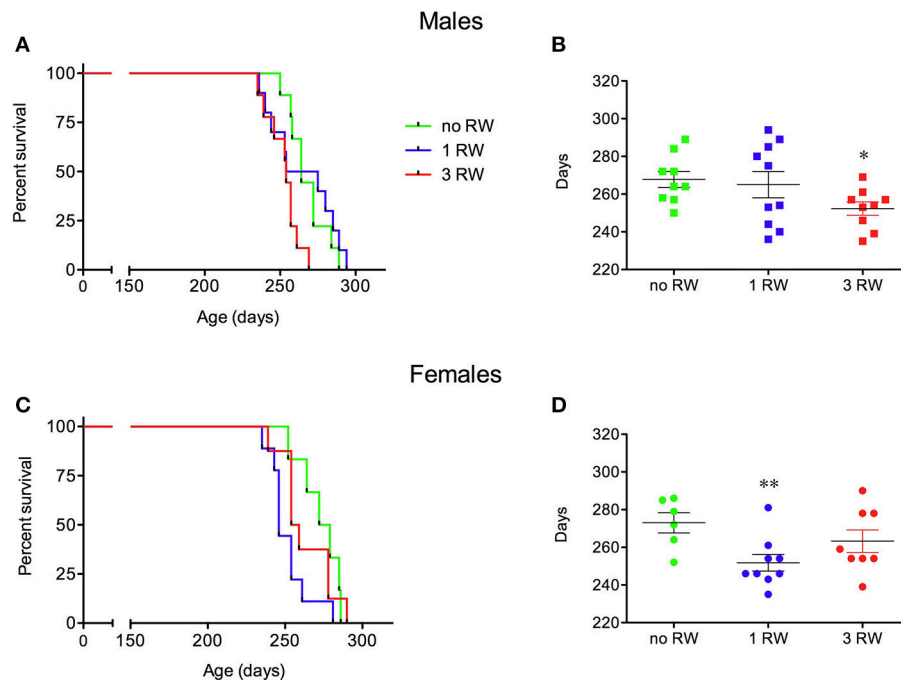 Males
A
Percent survival
100
75
50
25
0
0
150
200
250
300
Age (days)
no RW
1 RW
3 RW
B
Days
320
300
280
260
240
220
*
no RW
1 RW
3 RW
Females
C
Percent survival
100
75
50
25
0
0
150
200
250
300
Age (days)
D
Days
320
300
280
260
240
220
**
no RW
1 RW
3 RW